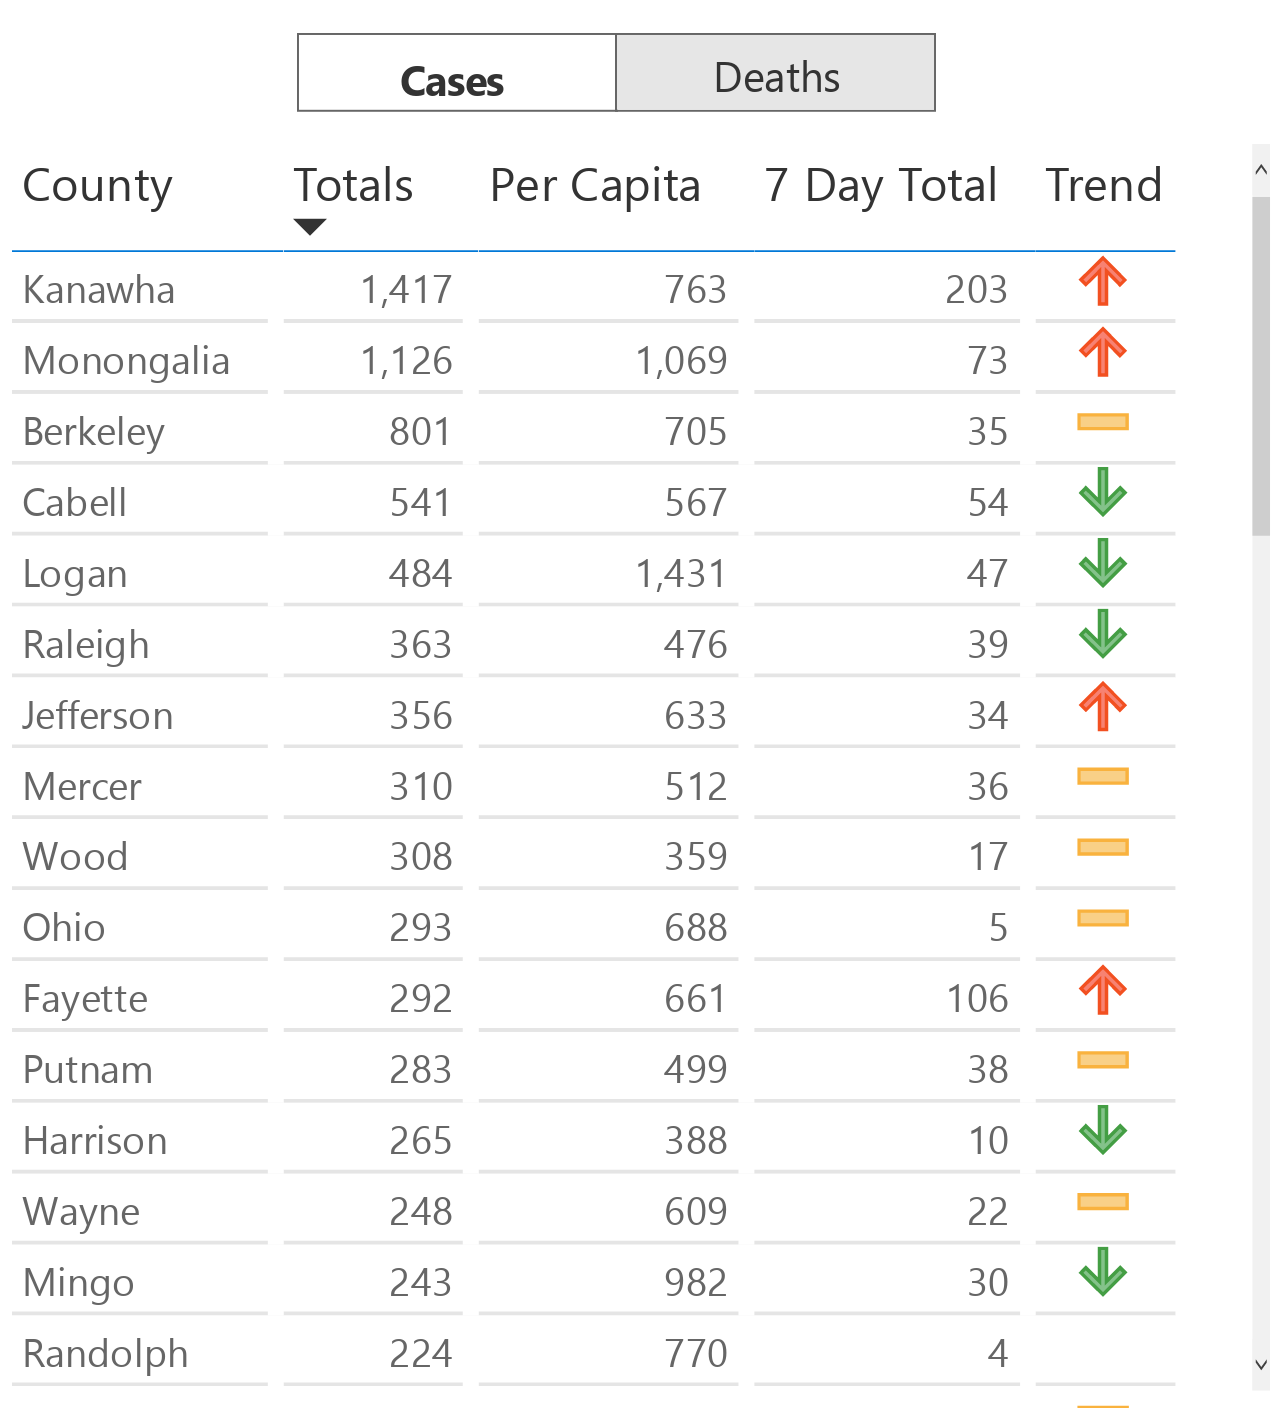 Cases Deaths
County Totals Per Capita 7 Day Total Trend
Kanawha 1,417 763 203
Monongalia 1,126 1,069 73
Berkeley 801 705 35
Cabell 541 567 54
Logan 484 1,431 47
Raleigh 363 476 39
Jefferson 356 633 34
Mercer 310 512 36
Wood 308 359 17
Ohio 293 688 5
Fayette 292 661 106
Putnam 283 499 38
Harrison 265 388 10
Wayne 248 609 22
Mingo 243 982 30
Randolph 224 770 4